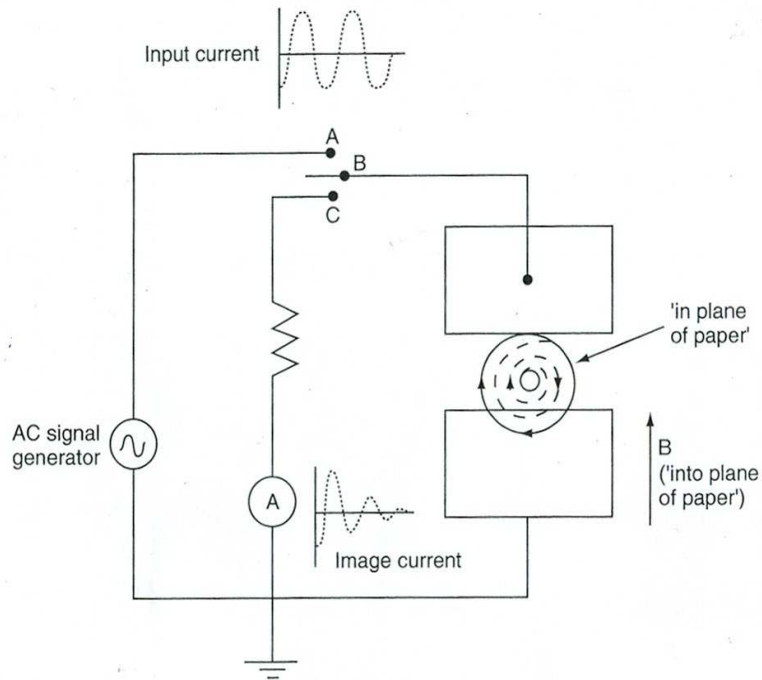 Input current
A
B
C
'in plane
of paper'
AC signal
generator
A
B
('into plane
of paper')
Image current